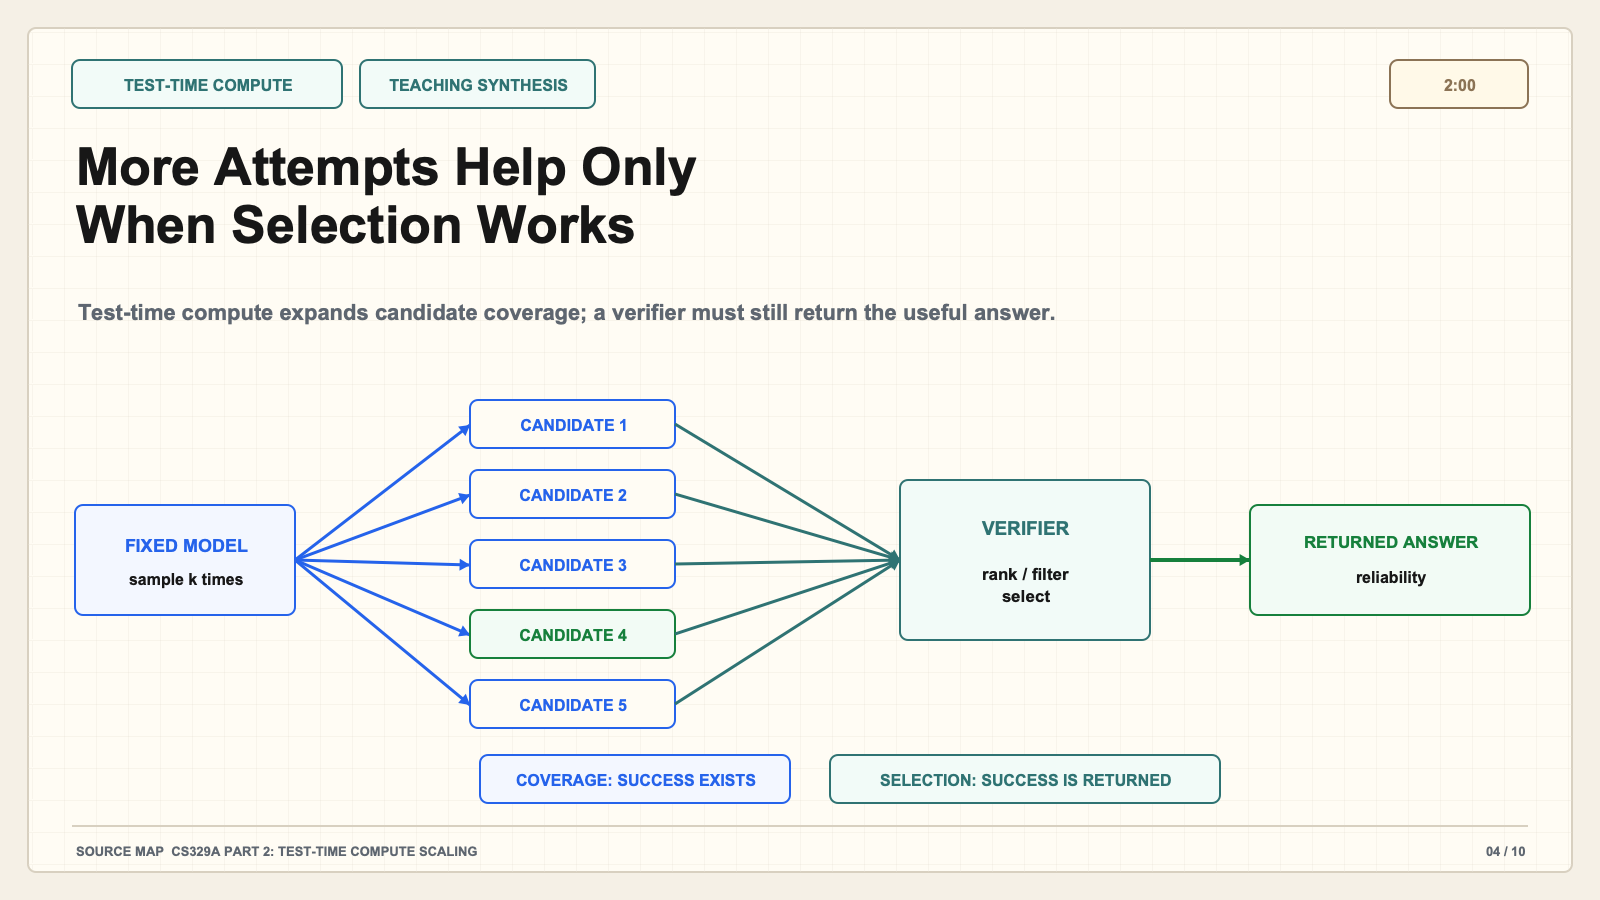 TEST-TIME COMPUTE
TEACHING SYNTHESIS
2:00
More Attempts Help Only
When Selection Works
Test-time compute expands candidate coverage; a verifier must still return the useful answer.
FIXED MODEL
sample k times
CANDIDATE 1
CANDIDATE 2
CANDIDATE 3
CANDIDATE 4
CANDIDATE 5
VERIFIER
rank / filter
select
RETURNED ANSWER
reliability
COVERAGE: SUCCESS EXISTS
SELECTION: SUCCESS IS RETURNED
SOURCE MAP  CS329A PART 2: TEST-TIME COMPUTE SCALING
04 / 10